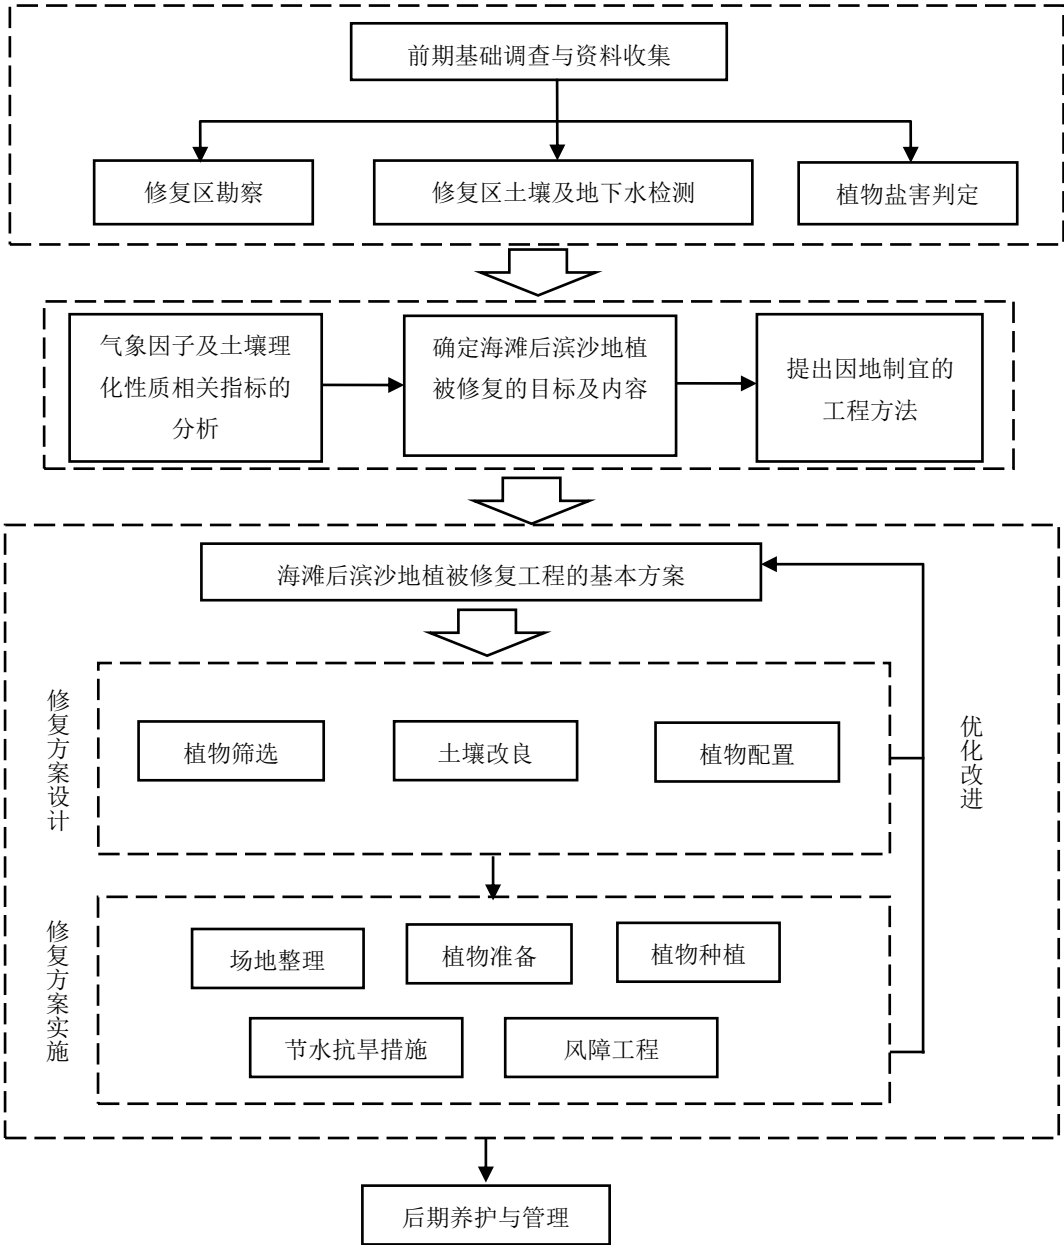 前期基础调查与资料收集
修复区勘察
修复区土壤及地下水检测
植物盐害判定
气象因子及土壤理
化性质相关指标的
分析
确定海滩后滨沙地植
被修复的目标及内容
提出因地制宜的
工程方法
海滩后滨沙地植被修复工程的基本方案
修复方案设计
植物筛选
土壤改良
植物配置
优化改进
修复方案实施
场地整理
植物准备
植物种植
节水抗旱措施
风障工程
后期养护与管理